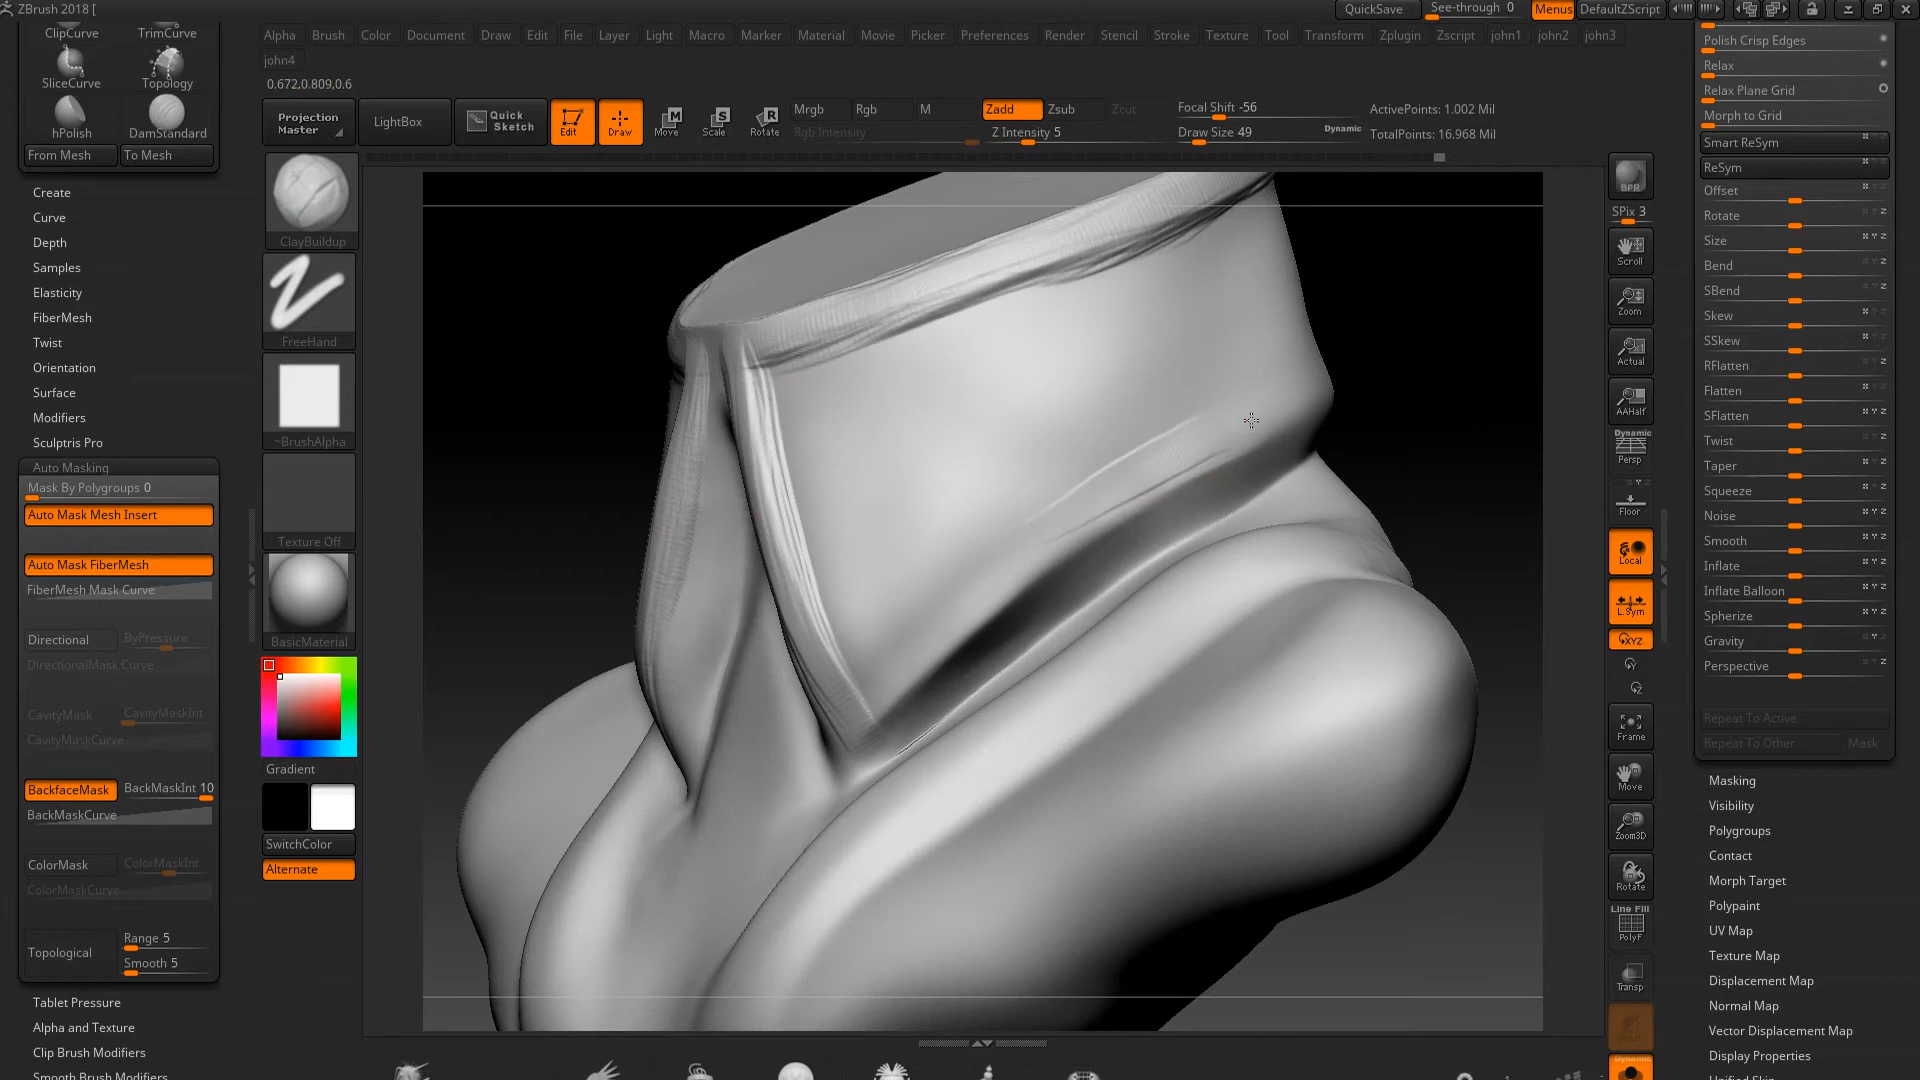 ZBrush 2018 [
QuickSave
See-through 0
Menus
DefaultZScript
Alpha Brush Color Document Draw Edit File Layer Light Macro Marker Material Movie Picker Preferences Render Stencil Stroke Texture Tool Transform Zplugin Zscript john1 john2 john3
john4
0.672,0.809,0.6
Projection
Master
LightBox
Quick
Sketch
Edit
Draw
Move
Scale
Rotate
Mrgb Rgb M
Rgb Intensity
Zadd Zsub Zcut
Z Intensity 5
Focal Shift -56
Draw Size 49
Dynamic
ActivePoints: 1.002 Mil
TotalPoints: 16.968 Mil
ClipCurve TrimCurve
SliceCurve Topology
hPolish DamStandard
From Mesh To Mesh
Create
Curve
Depth
Samples
Elasticity
FiberMesh
Twist
Orientation
Surface
Modifiers
Sculptris Pro
Auto Masking
Mask By Polygroups 0
Auto Mask Mesh Insert
Auto Mask FiberMesh
FiberMesh Mask Curve
Directional ByPressure
DirectionalMask Curve
CavityMask CavityMaskInt
CavityMaskCurve
BackfaceMask BackMaskInt 10
BackMaskCurve
ColorMask ColorMaskInt
ColorMaskCurve
Topological
Range 5
Smooth 5
Tablet Pressure
Alpha and Texture
Clip Brush Modifiers
Smooth Brush Modifiers
ClayBuildup
FreeHand
~BrushAlpha
Texture Off
BasicMaterial
Gradient
SwitchColor
Alternate
BPR
SPix 3
Scroll
Zoom
Actual
AAHalf
Dynamic
Persp
Floor
Local
L.Sym
XYZ
Y
Z
Frame
Move
Zoom3D
Rotate
Line Fill
PolyF
Transp
Dynamic
Polish Crisp Edges
Relax
Relax Plane Grid
Morph to Grid
Smart ReSym
ReSym
Offset
Rotate
Size
Bend
SBend
Skew
SSkew
RFlatten
Flatten
SFlatten
Twist
Taper
Squeeze
Noise
Smooth
Inflate
Inflate Balloon
Spherize
Gravity
Perspective
Repeat To Active
Repeat To Other Mask
Masking
Visibility
Polygroups
Contact
Morph Target
Polypaint
UV Map
Texture Map
Displacement Map
Normal Map
Vector Displacement Map
Display Properties
Unified Skin